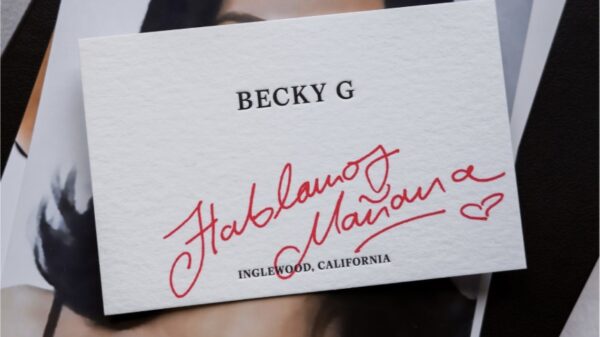 BECKY G
Hablamos
Mañana
INGLEWOOD, CALIFORNIA